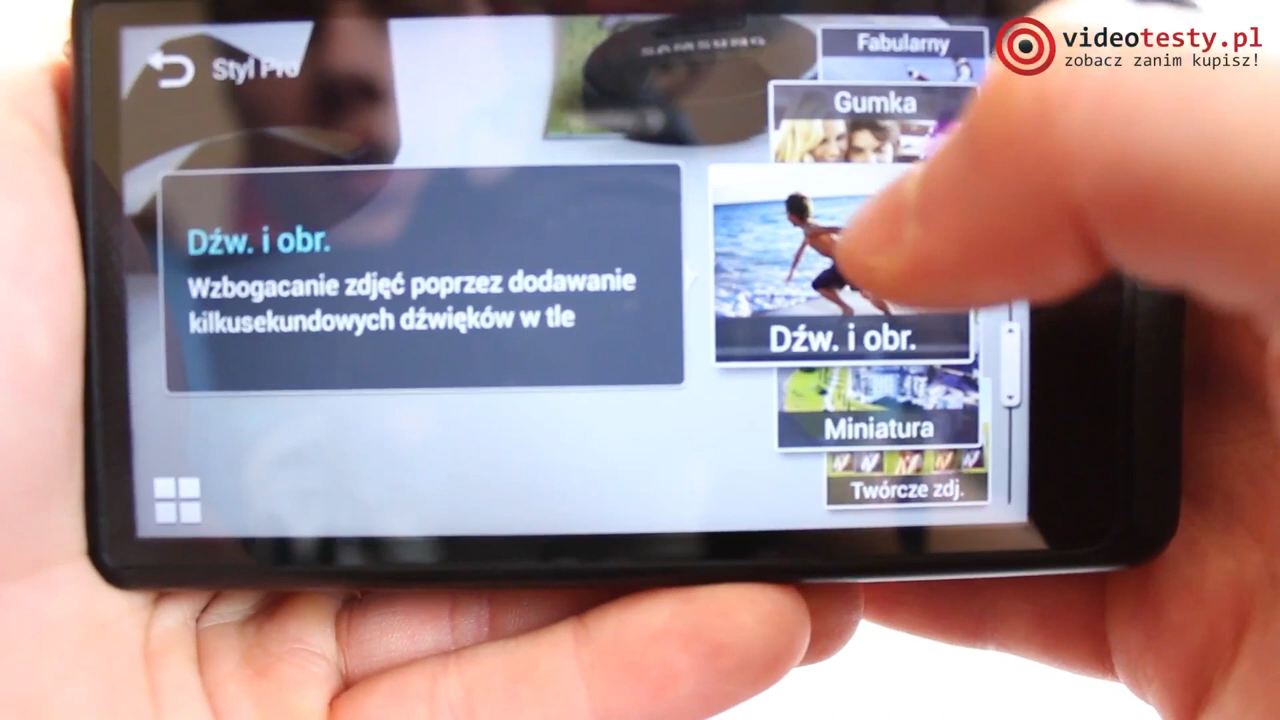 videotesty.pl
zobacz zanim kupisz!
Styl Pro
SAMSUNG
Fabularny
Gumka
Dźw. i obr.
Wzbogacanie zdjęć poprzez dodawanie
kilkusekundowych dźwięków w tle
Dźw. i obr.
Miniatura
Twórcze zdj.